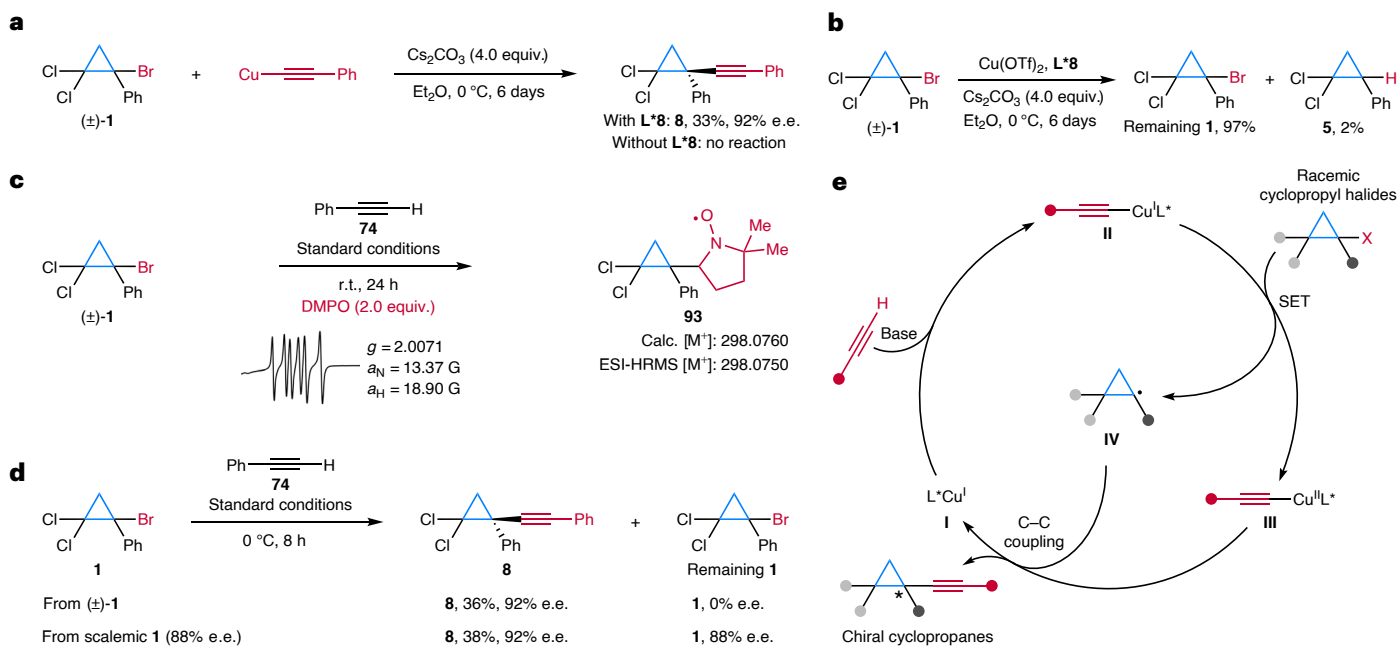 a
Cl
Cl
Br
Ph
(±)-1
+
Cu
Ph
Cs2CO3 (4.0 equiv.)
Et2O, 0 °C, 6 days
Cl
Cl
Ph
Ph
With L*8: 8, 33%, 92% e.e.
Without L*8: no reaction
b
Cl
Cl
Br
Ph
(±)-1
Cu(OTf)2, L*8
Cs2CO3 (4.0 equiv.)
Et2O, 0 °C, 6 days
Cl
Cl
Br
Ph
Remaining 1, 97%
+
Cl
Cl
H
Ph
5, 2%
c
Cl
Cl
Br
Ph
(±)-1
Ph
H
74
Standard conditions
r.t., 24 h
DMPO (2.0 equiv.)
g = 2.0071
aN = 13.37 G
aH = 18.90 G
•O
N
Me
Me
Cl
Cl
Ph
93
Calc. [M+]: 298.0760
ESI-HRMS [M+]: 298.0750
d
Cl
Cl
Br
Ph
1
Ph
H
74
Standard conditions
0 °C, 8 h
Cl
Cl
Ph
Ph
8
+
Cl
Cl
Br
Ph
Remaining 1
From (±)-1
8, 36%, 92% e.e.
1, 0% e.e.
From scalemic 1 (88% e.e.)
8, 38%, 92% e.e.
1, 88% e.e.
e
Racemic
cyclopropyl halides
X
CuIL*
II
SET
H
Base
IV
L*CuI
I
CuIIL*
III
C–C
coupling
*
Chiral cyclopropanes